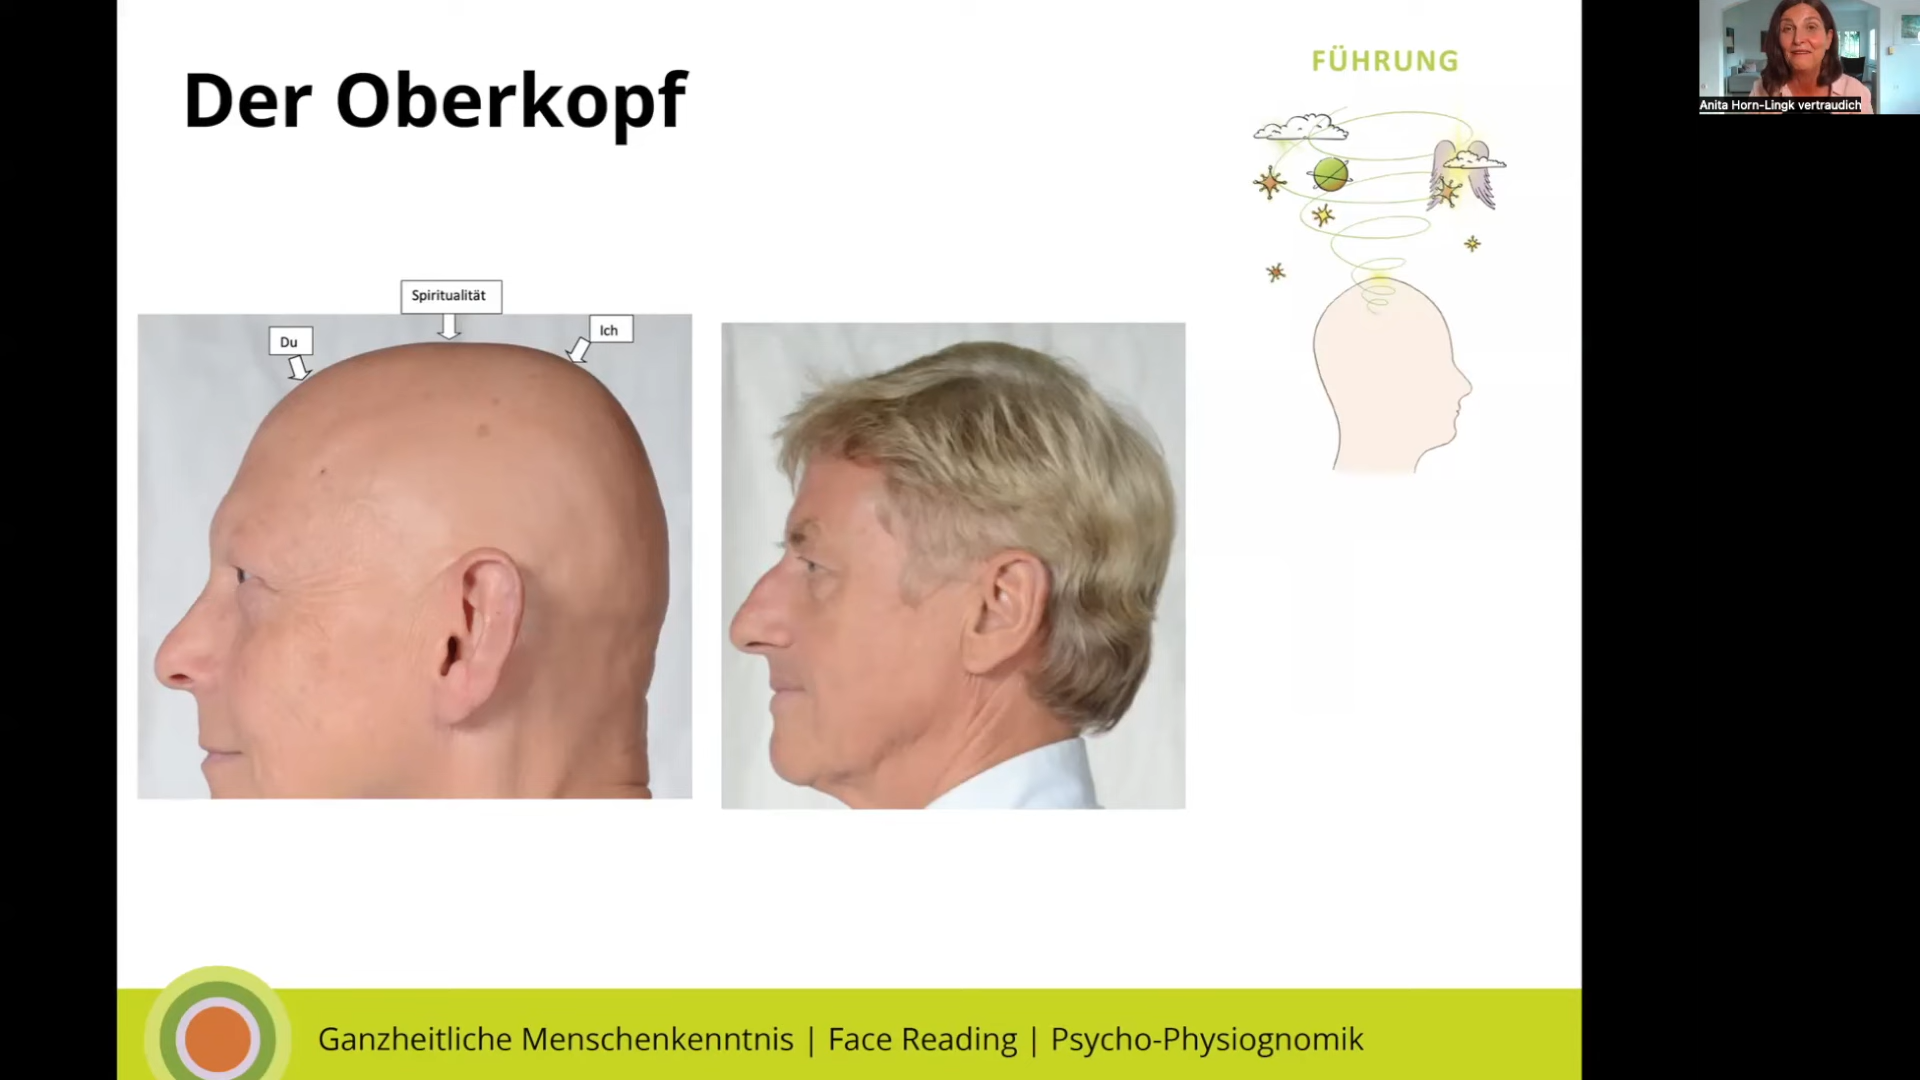 Der Oberkopf
FÜHRUNG
Anita Horn-Lingk vertraudich
Spiritualität
Du
Ich
Ganzheitliche Menschenkenntnis | Face Reading | Psycho-Physiognomik